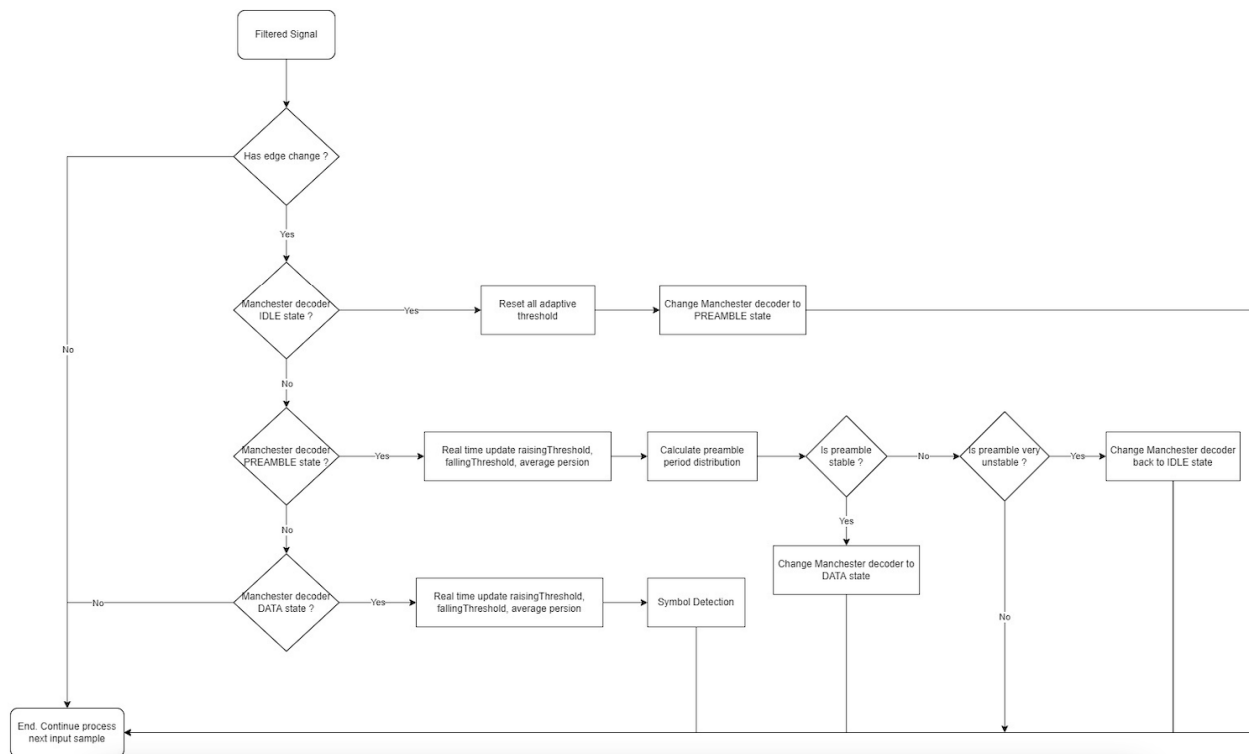 Filtered Signal
Has edge change ?
Yes
No
Manchester decoder
IDLE state ?
Yes
Reset all adaptive
threshold
Change Manchester decoder to
PREAMBLE state
No
Manchester decoder
PREAMBLE state ?
Yes
Real time update raisingThreshold,
fallingThreshold, average persion
Calculate preamble
period distribution
Is preamble
stable ?
No
Is preamble very
unstable ?
Yes
Change Manchester decoder
back to IDLE state
Yes
Change Manchester decoder to
DATA state
No
No
Manchester decoder
DATA state ?
No
Yes
Real time update raisingThreshold,
fallingThreshold, average persion
Symbol Detection
End. Continue process
next input sample